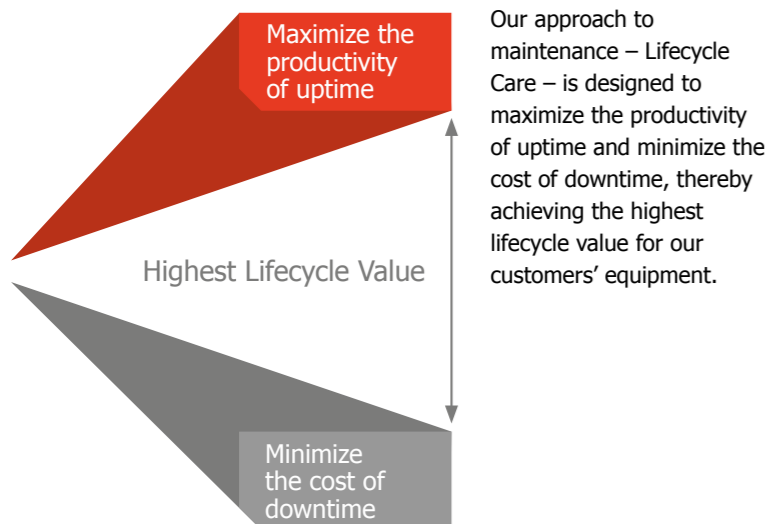 Maximize the
productivity
of uptime
Our approach to
maintenance – Lifecycle
Care – is designed to
maximize the productivity
of uptime and minimize the
cost of downtime, thereby
achieving the highest
lifecycle value for our
customers’ equipment.
Highest Lifecycle Value
Minimize
the cost of
downtime